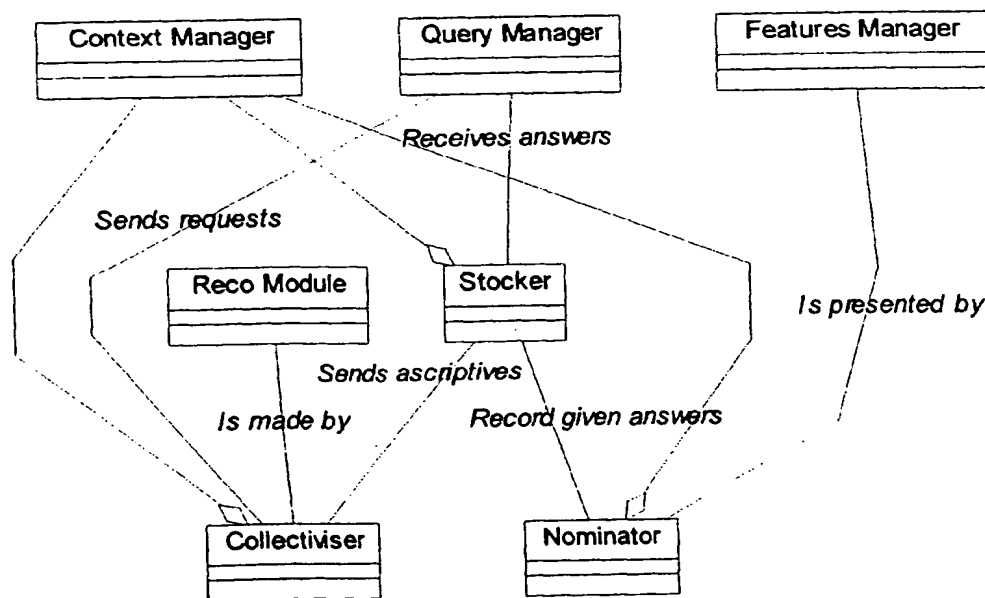 Context Manager
Query Manager
Features Manager
Receives answers
Sends requests
Reco Module
Stocker
Is presented by
Sends ascriptives
Is made by
Record given answers
Collectiviser
Nominator